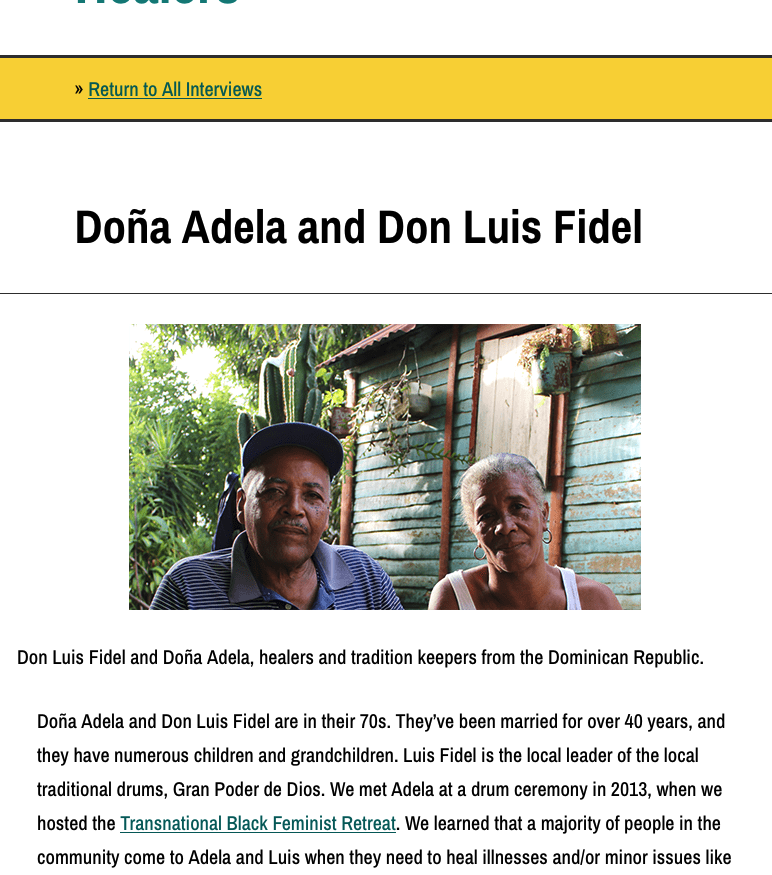 Healers
» Return to All Interviews
Doña Adela and Don Luis Fidel
Don Luis Fidel and Doña Adela, healers and tradition keepers from the Dominican Republic.
Doña Adela and Don Luis Fidel are in their 70s. They’ve been married for over 40 years, and
they have numerous children and grandchildren. Luis Fidel is the local leader of the local
traditional drums, Gran Poder de Dios. We met Adela at a drum ceremony in 2013, when we
hosted the Transnational Black Feminist Retreat. We learned that a majority of people in the
community come to Adela and Luis when they need to heal illnesses and/or minor issues like